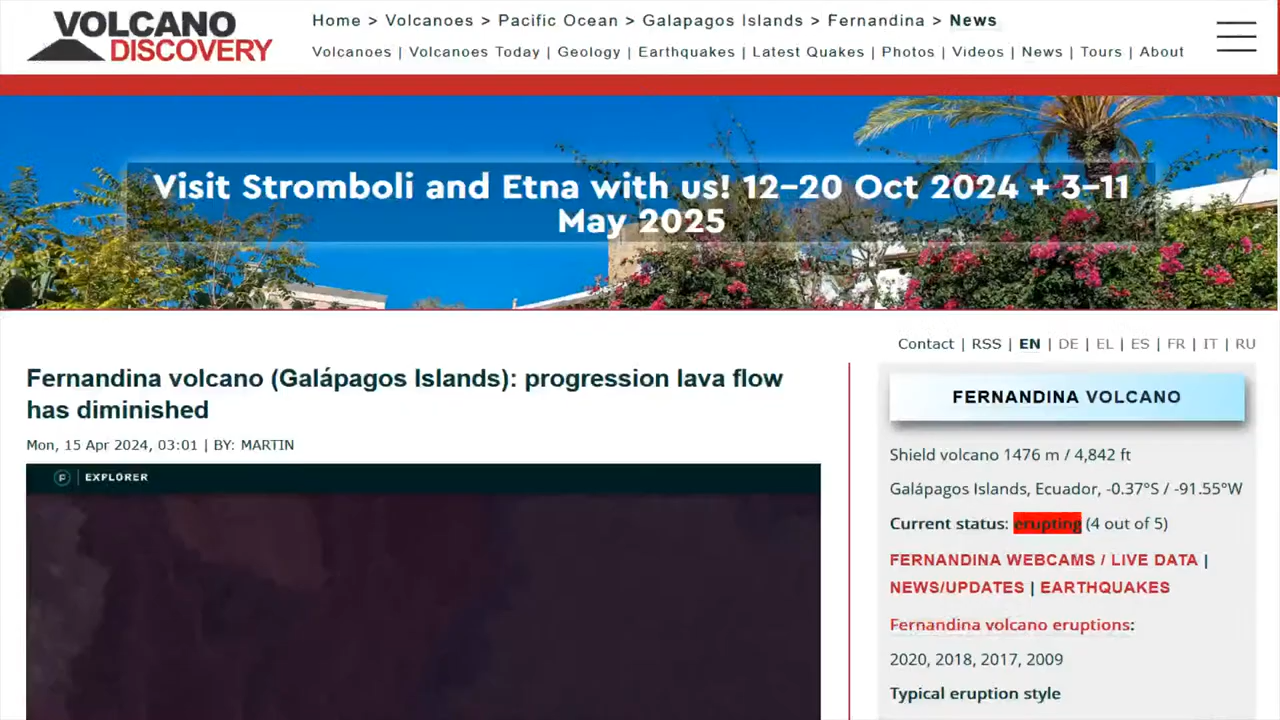 VOLCANO
DISCOVERY
Home > Volcanoes > Pacific Ocean > Galapagos Islands > Fernandina > News
Volcanoes | Volcanoes Today | Geology | Earthquakes | Latest Quakes | Photos | Videos | News | Tours | About
Visit Stromboli and Etna with us! 12-20 Oct 2024 + 3-11
May 2025
Contact | RSS | EN | DE | EL | ES | FR | IT | RU
Fernandina volcano (Galápagos Islands): progression lava flow
has diminished
Mon, 15 Apr 2024, 03:01 | BY: MARTIN
EXPLORER
FERNANDINA VOLCANO
Shield volcano 1476 m / 4,842 ft
Galápagos Islands, Ecuador, -0.37°S / -91.55°W
Current status: erupting (4 out of 5)
FERNANDINA WEBCAMS / LIVE DATA |
NEWS/UPDATES | EARTHQUAKES
Fernandina volcano eruptions:
2020, 2018, 2017, 2009
Typical eruption style